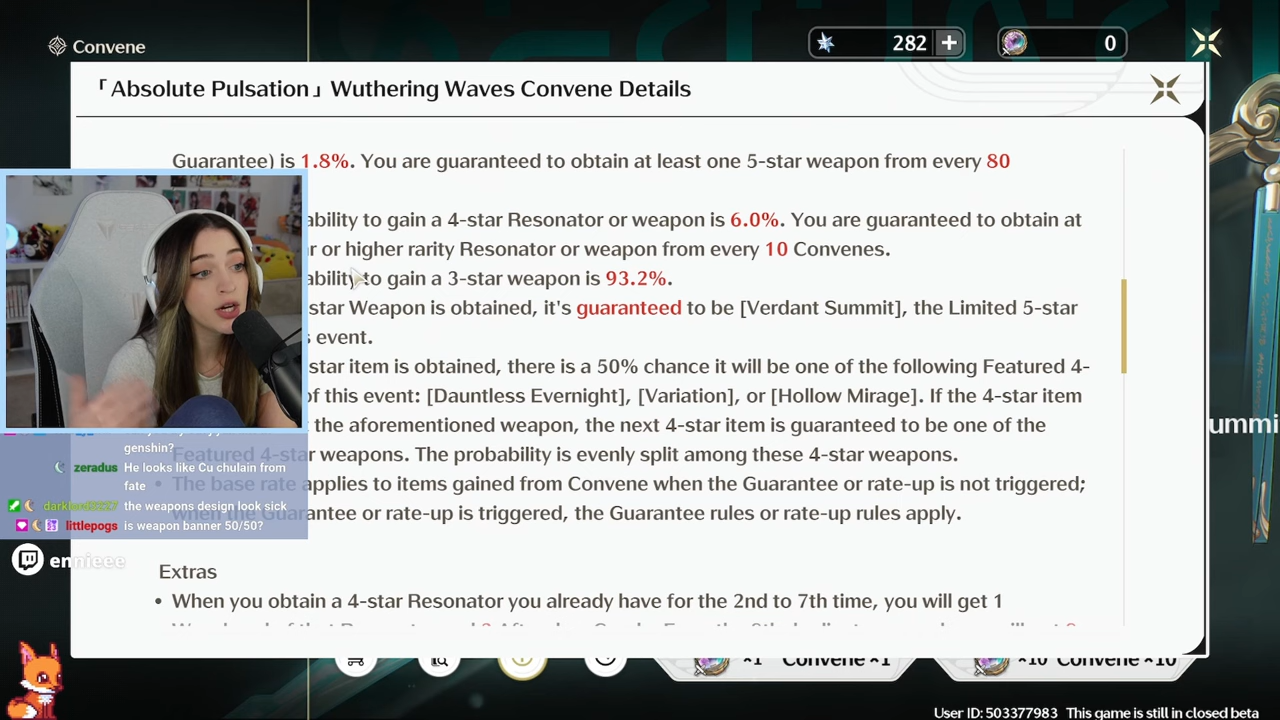 Convene
282
0
「Absolute Pulsation」 Wuthering Waves Convene Details
Guarantee) is 1.8%. You are guaranteed to obtain at least one 5-star weapon from every 80
ability to gain a 4-star Resonator or weapon is 6.0%. You are guaranteed to obtain at
or higher rarity Resonator or weapon from every 10 Convenes.
ability to gain a 3-star weapon is 93.2%.
star Weapon is obtained, it's guaranteed to be [Verdant Summit], the Limited 5-star
event.
star item is obtained, there is a 50% chance it will be one of the following Featured 4-
of this event: [Dauntless Evernight], [Variation], or [Hollow Mirage]. If the 4-star item
the aforementioned weapon, the next 4-star item is guaranteed to be one of the
Featured 4-star weapons. The probability is evenly split among these 4-star weapons.
• The base rate applies to items gained from Convene when the Guarantee or rate-up is not triggered;
when the Guarantee or rate-up is triggered, the Guarantee rules or rate-up rules apply.
Extras
• When you obtain a 4-star Resonator you already have for the 2nd to 7th time, you will get 1
genshin?
zeradus He looks like Cu chulain from
fate
the weapons design look sick
littlepogs is weapon banner 50/50?
ennieee
ummi
×1 Convene ×1
×10 Convene ×10
User ID: 503377983 This game is still in closed beta